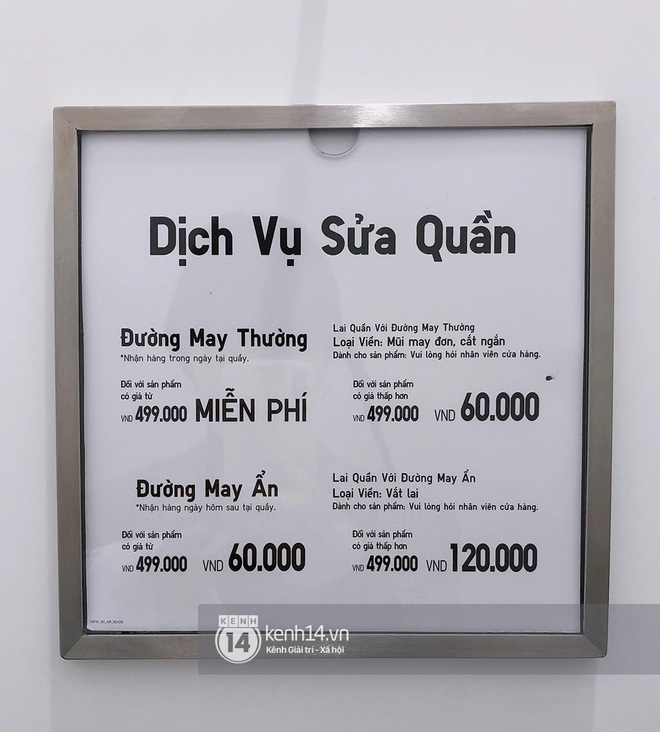 Dịch Vụ Sửa Quần
Đường May Thường
*Nhận hàng trong ngày tại quầy.
Lai Quần Với Đường May Thường
Loại Viền: Mũi may đơn, cắt ngắn
Dành cho sản phẩm: Vui lòng hỏi nhân viên cửa hàng.
Đối với sản phẩm
có giá từ
VND 499.000 MIỄN PHÍ
Đối với sản phẩm
có giá thấp hơn
VND 499.000 VND 60.000
Đường May Ẩn
*Nhận hàng ngày hôm sau tại quầy.
Lai Quần Với Đường May Ẩn
Loại Viền: Vắt lai
Dành cho sản phẩm: Vui lòng hỏi nhân viên cửa hàng.
Đối với sản phẩm
có giá từ
VND 499.000 VND 60.000
Đối với sản phẩm
có giá thấp hơn
VND 499.000 VND 120.000
KENH
14
kenh14.vn
Kênh Giải trí - Xã hội